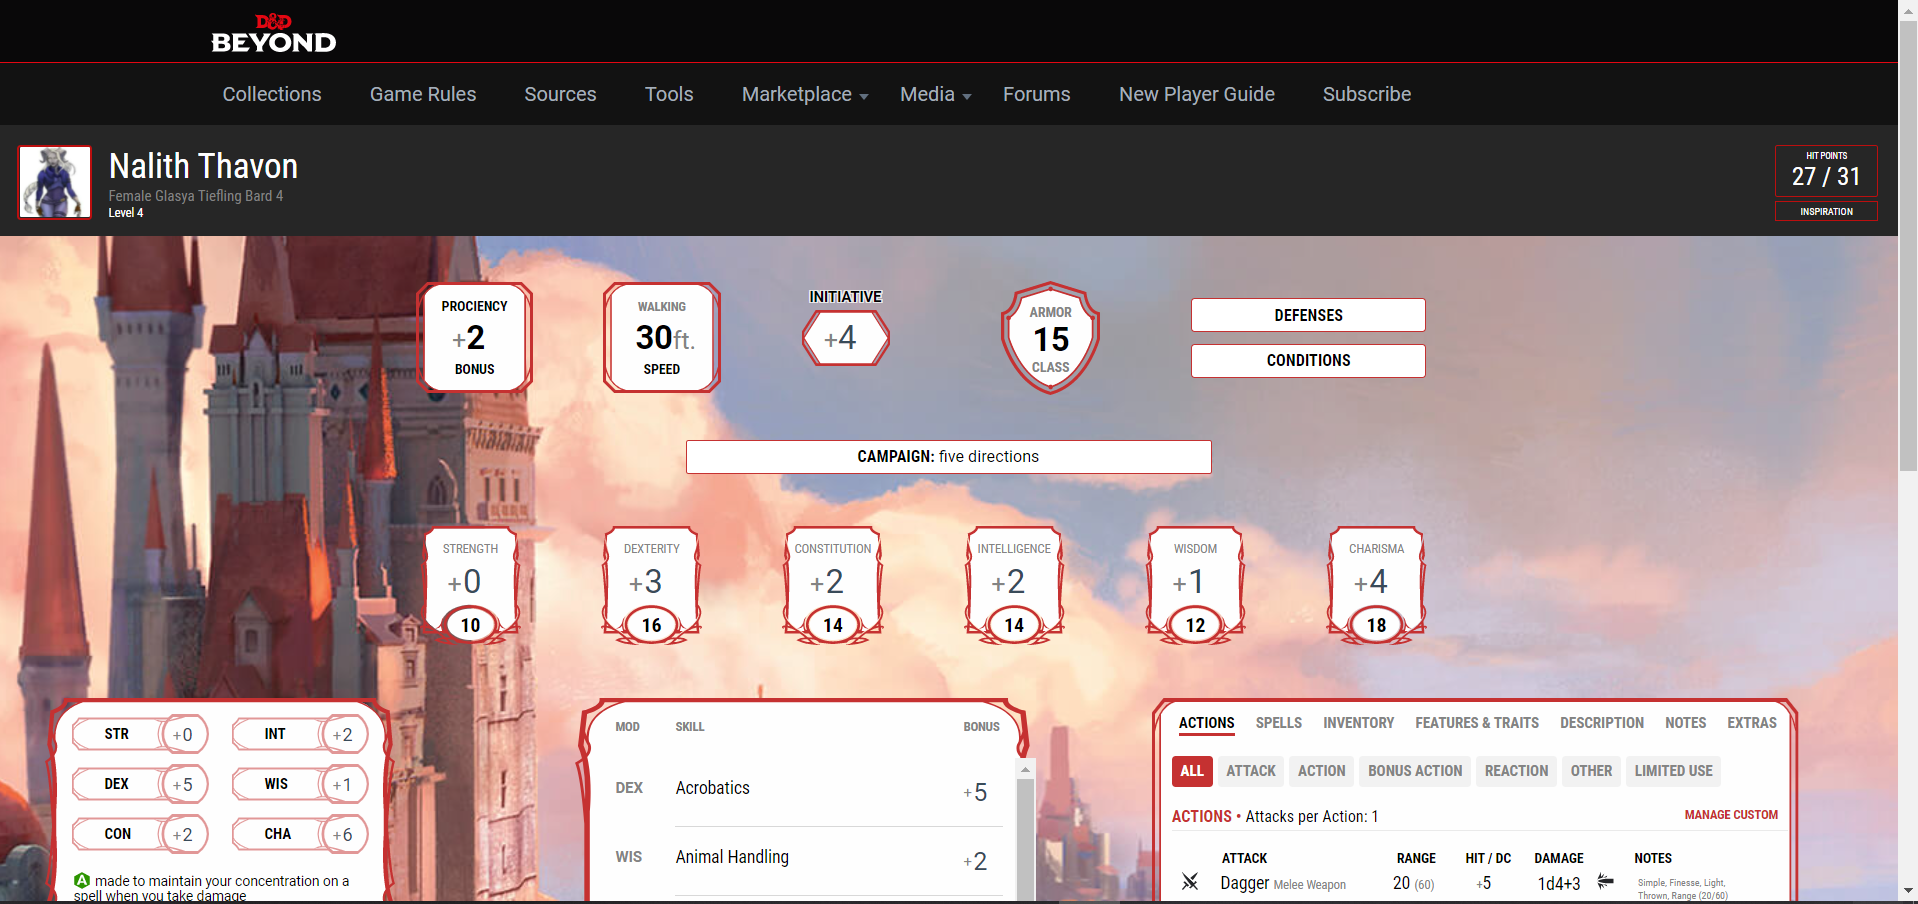 D&D
BEYOND
Collections Game Rules Sources Tools Marketplace Media Forums New Player Guide Subscribe
Nalith Thavon
Female Glasya Tiefling Bard 4
Level 4
HIT POINTS
27 / 31
INSPIRATION
PROCIENCY
+2
BONUS
WALKING
30ft.
SPEED
INITIATIVE
+4
ARMOR
15
CLASS
DEFENSES
CONDITIONS
CAMPAIGN: five directions
STRENGTH
+0
10
DEXTERITY
+3
16
CONSTITUTION
+2
14
INTELLIGENCE
+2
14
WISDOM
+1
12
CHARISMA
+4
18
STR +0 INT +2
DEX +5 WIS +1
CON +2 CHA +6
A made to maintain your concentration on a
spell when you take damage
MOD SKILL BONUS
DEX Acrobatics +5
WIS Animal Handling +2
ACTIONS SPELLS INVENTORY FEATURES & TRAITS DESCRIPTION NOTES EXTRAS
ALL ATTACK ACTION BONUS ACTION REACTION OTHER LIMITED USE
ACTIONS • Attacks per Action: 1 MANAGE CUSTOM
ATTACK RANGE HIT / DC DAMAGE NOTES
Dagger Melee Weapon 20 (60) +5 1d4+3 Simple, Finesse, Light,
Thrown, Range (20/60)